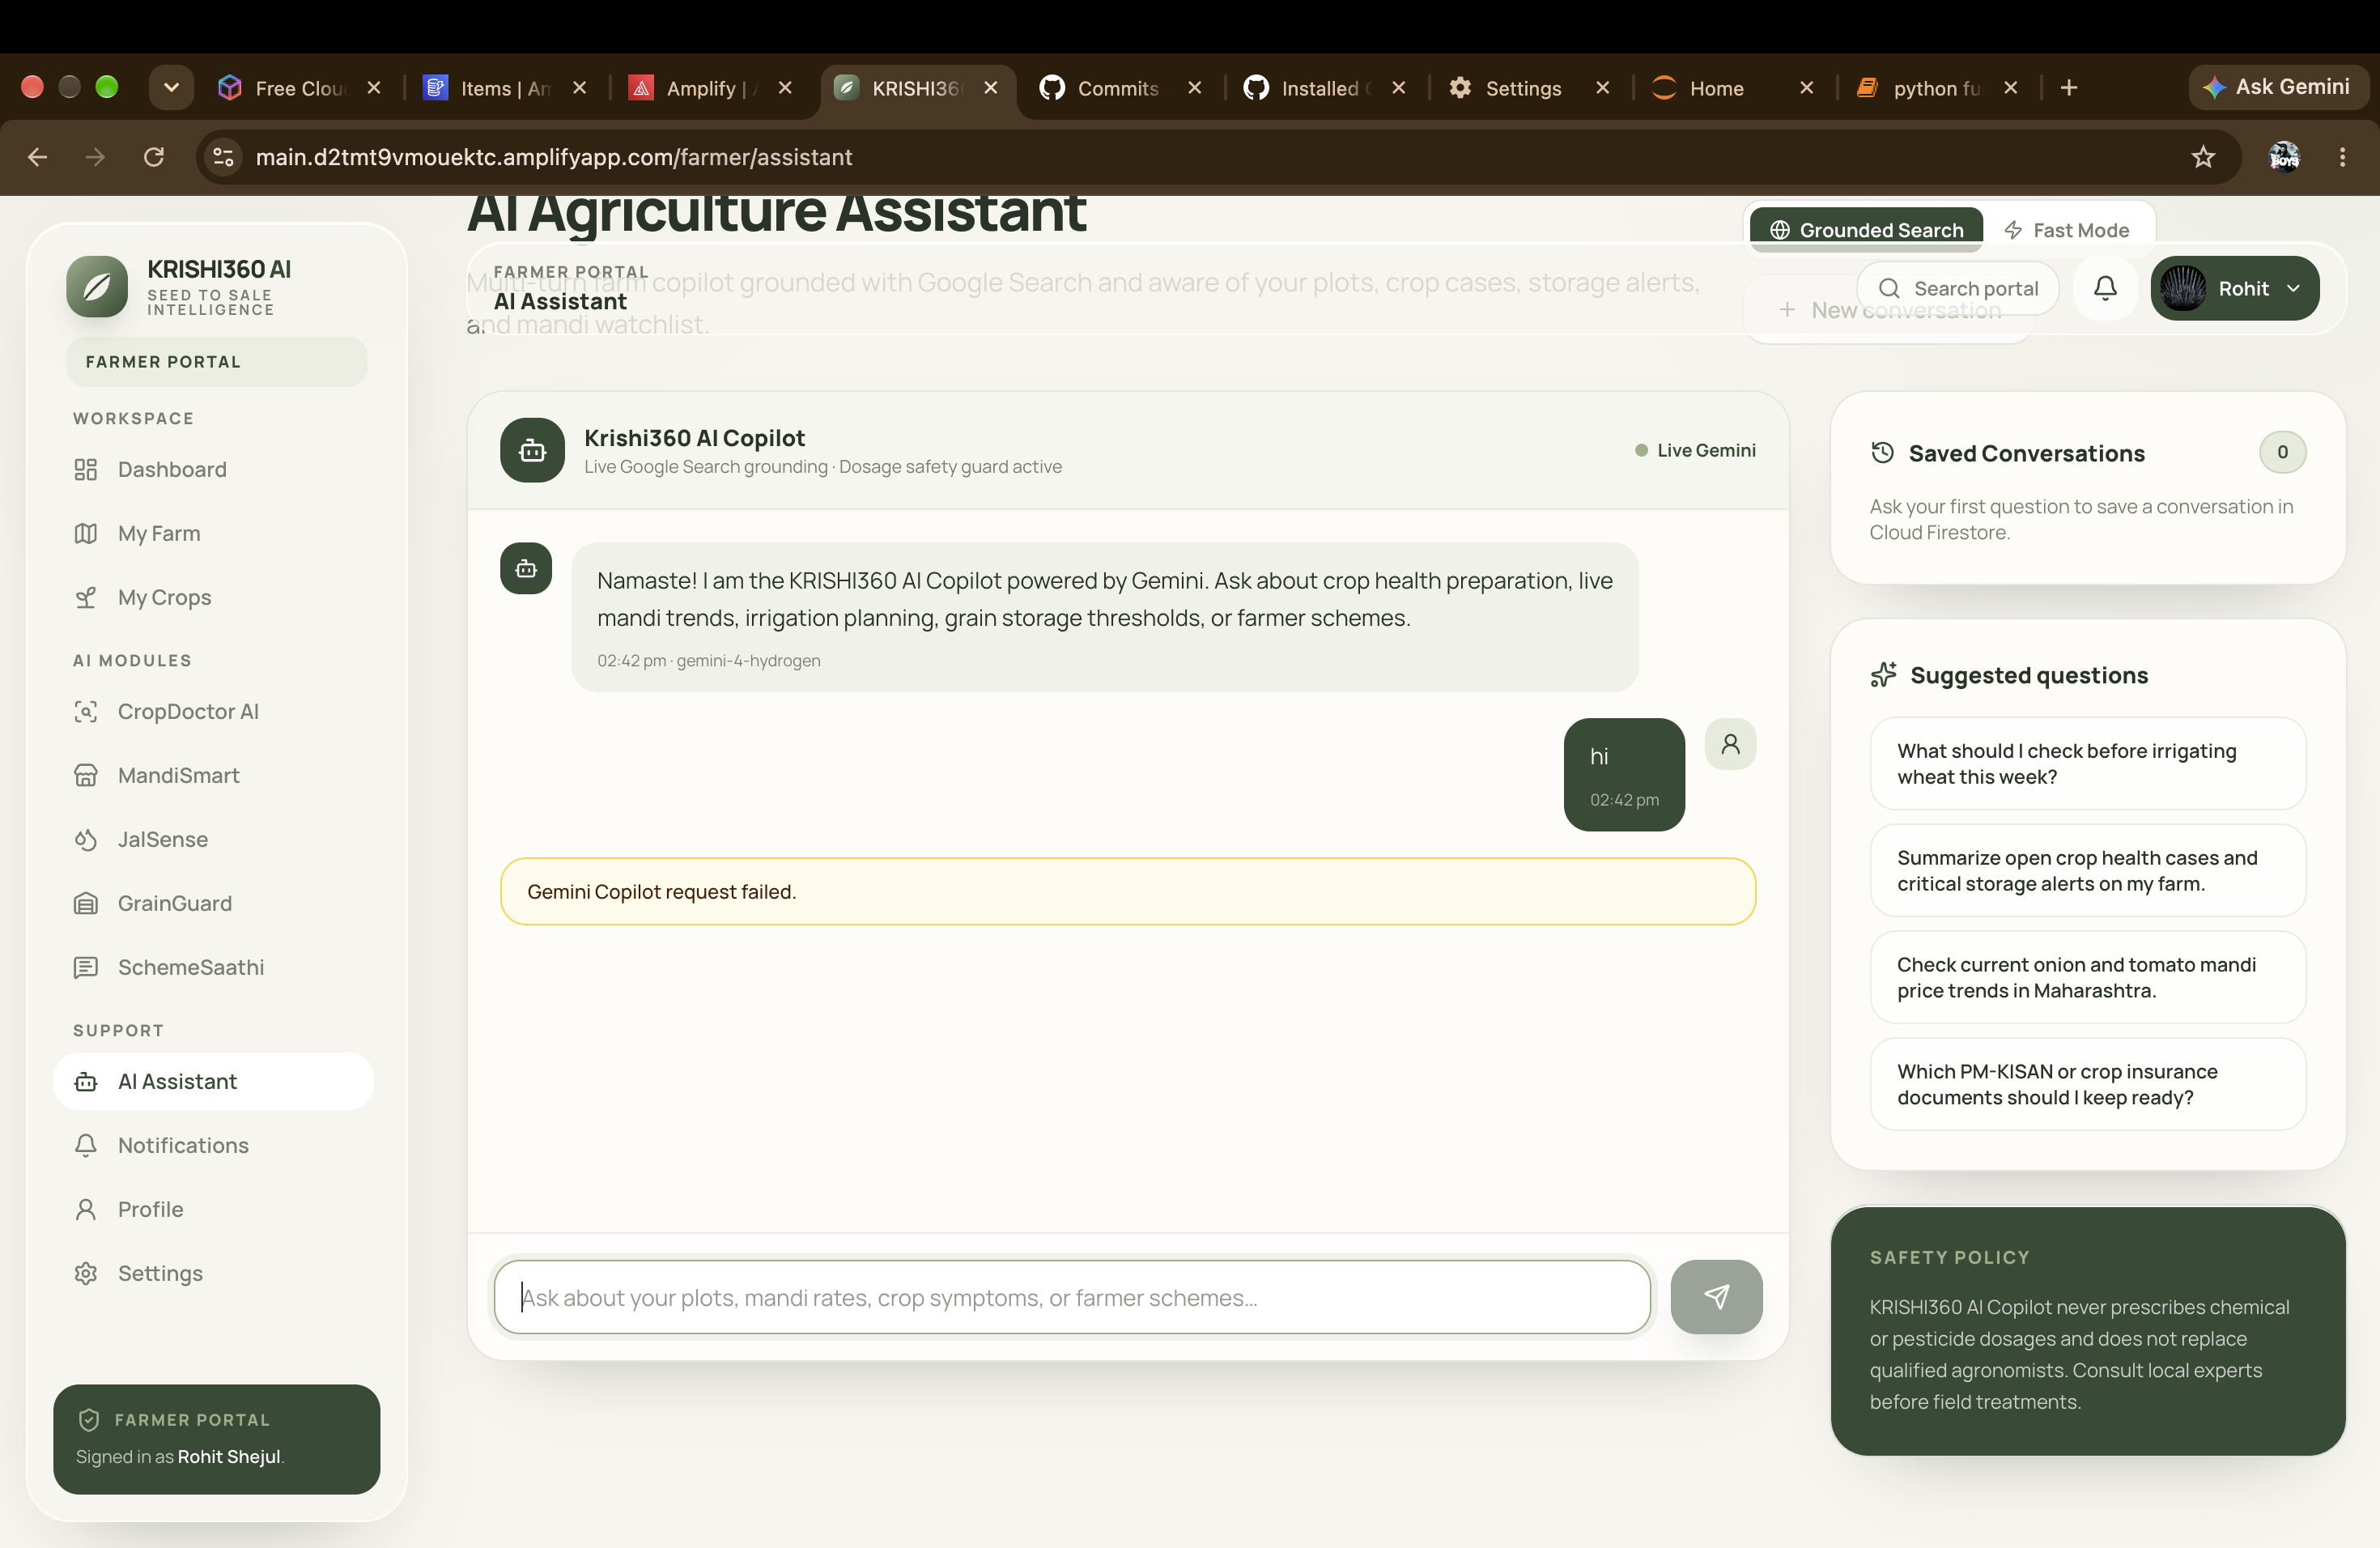 Free Clou
Items | Am
Amplify | A
KRISHI36
Commits
Installed
Settings
Home
python fu
Ask Gemini
main.d2tmt9vmouektc.amplifyapp.com/farmer/assistant
KRISHI360 AI
SEED TO SALE
INTELLIGENCE
FARMER PORTAL
WORKSPACE
Dashboard
My Farm
My Crops
AI MODULES
CropDoctor AI
MandiSmart
JalSense
GrainGuard
SchemeSaathi
SUPPORT
AI Assistant
Notifications
Profile
Settings
FARMER PORTAL
Signed in as Rohit Shejul.
AI Agriculture Assistant
Multi-turn farm copilot grounded with Google Search and aware of your plots, crop cases, storage alerts,
and mandi watchlist.
Grounded Search
Fast Mode
New conversation
FARMER PORTAL
AI Assistant
Search portal
Rohit
Krishi360 AI Copilot
Live Google Search grounding · Dosage safety guard active
Live Gemini
Namaste! I am the KRISHI360 AI Copilot powered by Gemini. Ask about crop health preparation, live
mandi trends, irrigation planning, grain storage thresholds, or farmer schemes.
02:42 pm · gemini-4-hydrogen
hi
02:42 pm
Gemini Copilot request failed.
Ask about your plots, mandi rates, crop symptoms, or farmer schemes...
Saved Conversations
0
Ask your first question to save a conversation in
Cloud Firestore.
Suggested questions
What should I check before irrigating
wheat this week?
Summarize open crop health cases and
critical storage alerts on my farm.
Check current onion and tomato mandi
price trends in Maharashtra.
Which PM-KISAN or crop insurance
documents should I keep ready?
SAFETY POLICY
KRISHI360 AI Copilot never prescribes chemical
or pesticide dosages and does not replace
qualified agronomists. Consult local experts
before field treatments.